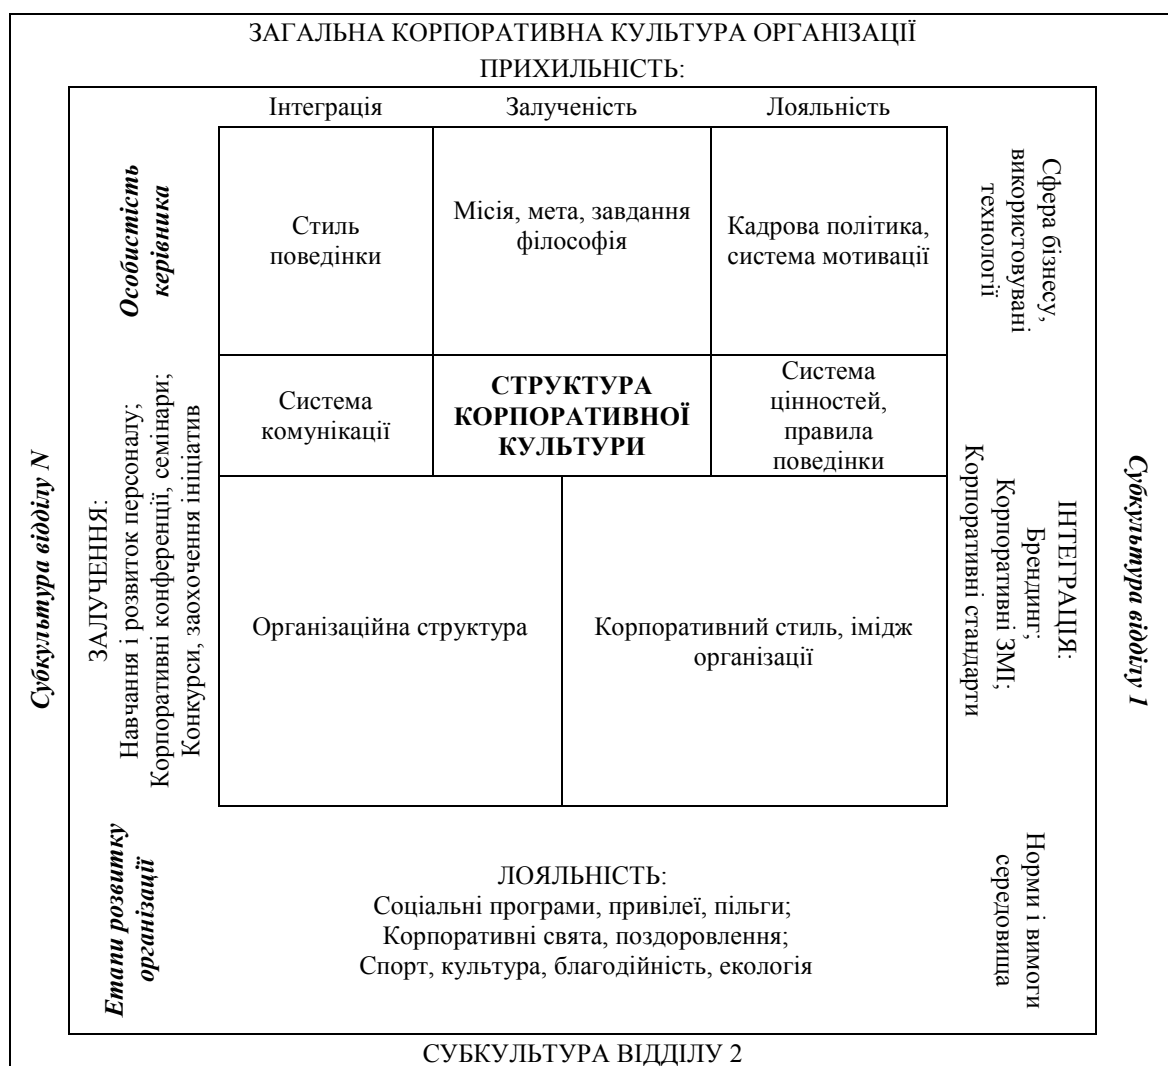 ЗАГАЛЬНА КОРПОРАТИВНА КУЛЬТУРА ОРГАНІЗАЦІЇ
ПРИХИЛЬНІСТЬ:
Інтеграція
Залученість
Лояльність
Особистість
керівника
Стиль
поведінки
Місія, мета, завдання
філософія
Кадрова політика,
система мотивації
Сфера бізнесу,
використовувані
технології
Субкультура відділу N
ЗАЛУЧЕННЯ:
Навчання і розвиток персоналу;
Корпоративні конференції, семінари;
Конкурси, заохочення ініціатив
Система
комунікації
СТРУКТУРА
КОРПОРАТИВНОЇ
КУЛЬТУРИ
Система
цінностей,
правила
поведінки
Організаційна структура
Корпоративний стиль, імідж
організації
ІНТЕГРАЦІЯ:
Брендинг;
Корпоративні ЗМІ;
Корпоративні стандарти
Субкультура відділу 1
Етапи розвитку
організації
ЛОЯЛЬНІСТЬ:
Соціальні програми, привілеї, пільги;
Корпоративні свята, поздоровлення;
Спорт, культура, благодійність, екологія
Норми і вимоги
середовища
СУБКУЛЬТУРА ВІДДІЛУ 2